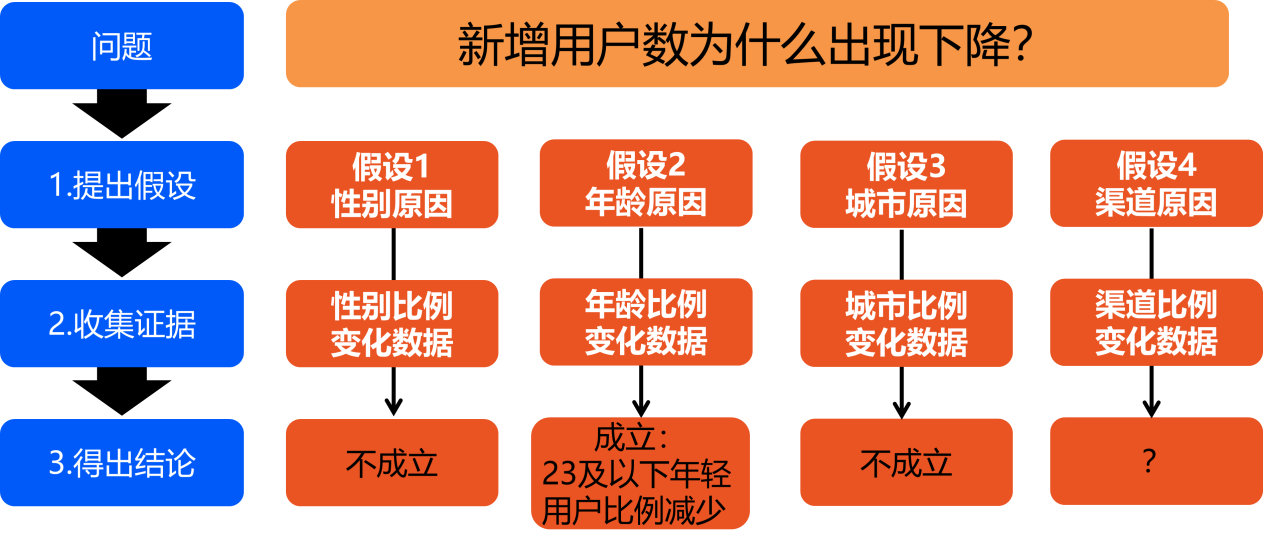 问题
新增用户数为什么出现下降？
1.提出假设
假设1
性别原因
假设2
年龄原因
假设3
城市原因
假设4
渠道原因
2.收集证据
性别比例
变化数据
年龄比例
变化数据
城市比例
变化数据
渠道比例
变化数据
3.得出结论
不成立
成立：
23及以下年轻
用户比例减少
不成立
？